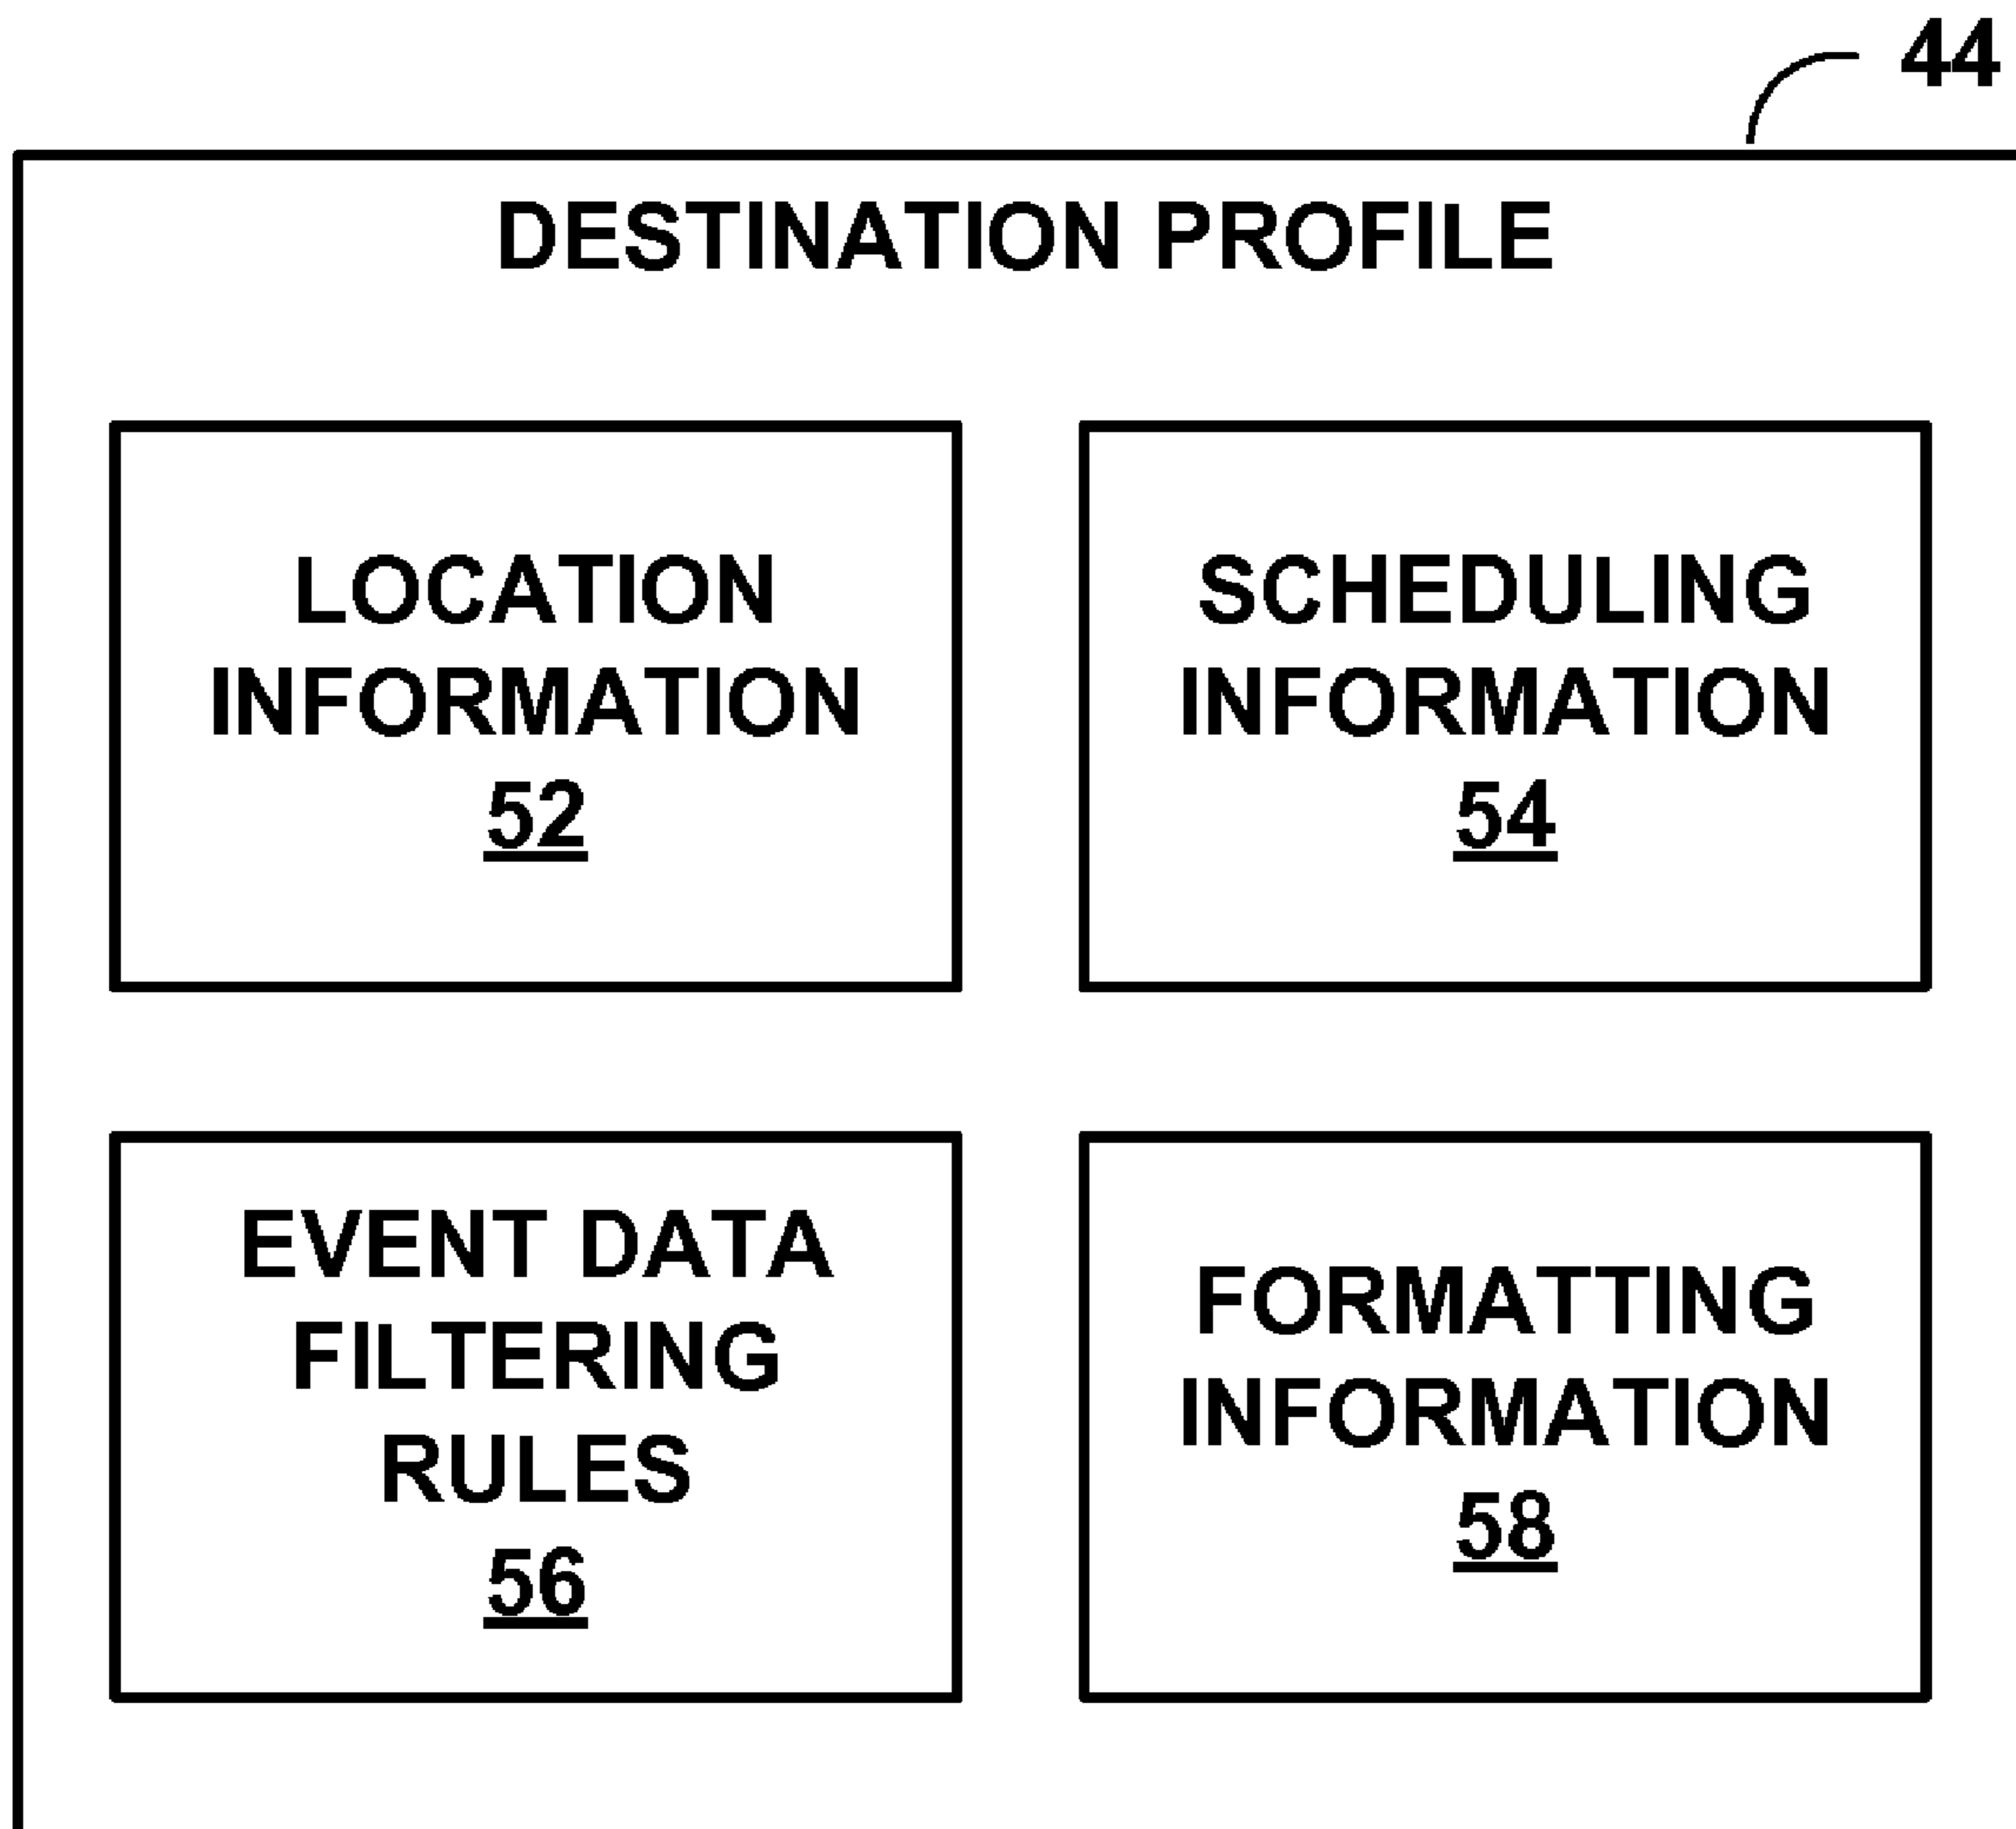 44
DESTINATION PROFILE
LOCATION
INFORMATION
52
SCHEDULING
INFORMATION
54
EVENT DATA
FILTERING
RULES
56
FORMATTING
INFORMATION
58